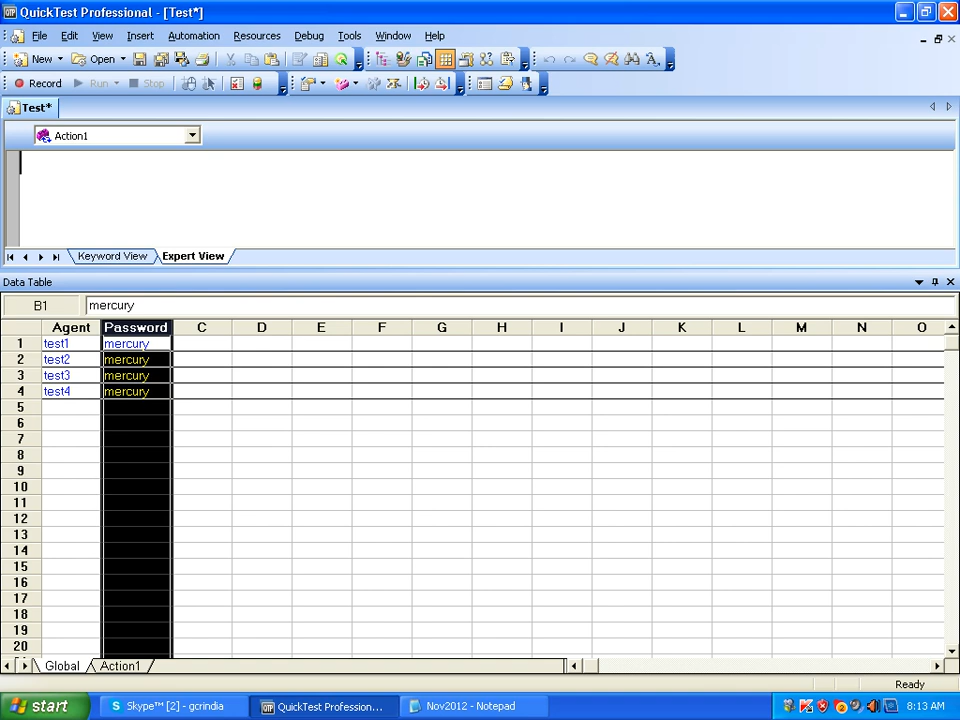 QuickTest Professional - [Test*]
File Edit View Insert Automation Resources Debug Tools Window Help
New Open
Record Run Stop
Test*
Action1
Keyword View Expert View
Data Table
B1 mercury
Agent Password C D E F G H I J K L M N O
1 test1 mercury
2 test2 mercury
3 test3 mercury
4 test4 mercury
5
6
7
8
9
10
11
12
13
14
15
16
17
18
19
20
Global Action1
Ready
start Skype™ [2] - gcrindia QuickTest Profession... Nov2012 - Notepad 8:13 AM